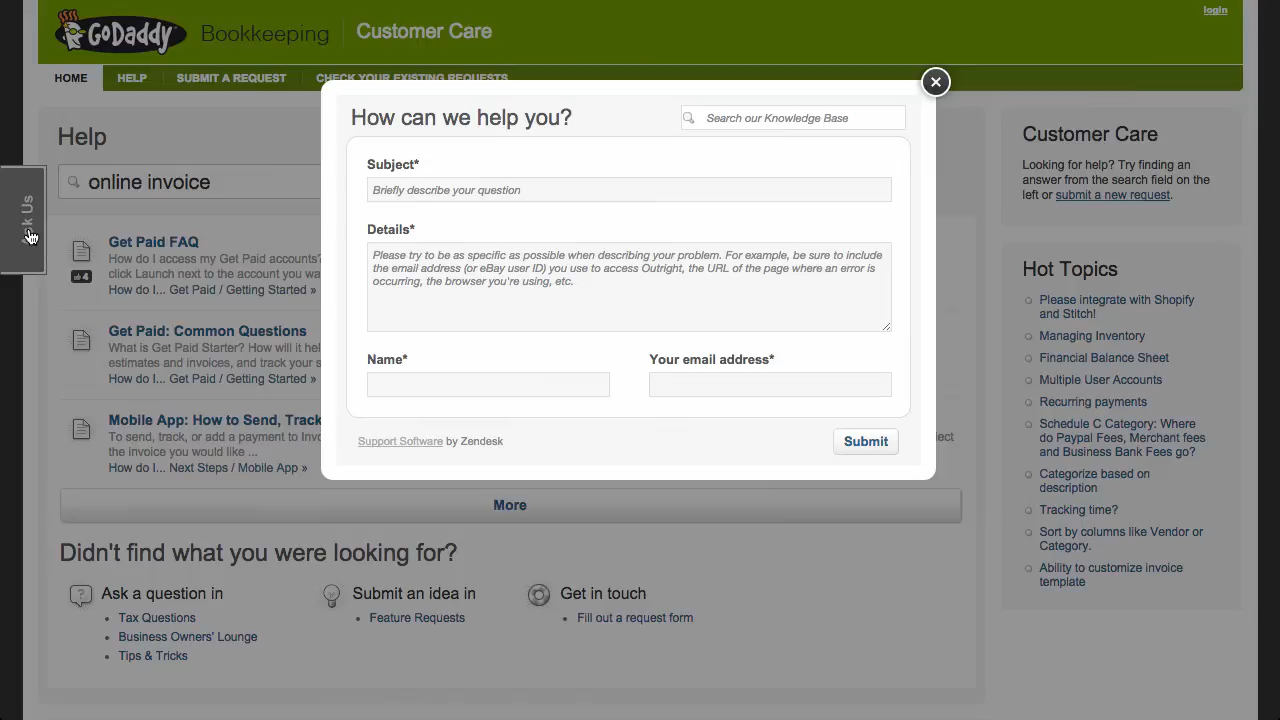 login
GoDaddy Bookkeeping Customer Care
HOME HELP SUBMIT A REQUEST CHECK YOUR EXISTING REQUESTS
How can we help you?
Search our Knowledge Base
Subject*
Briefly describe your question
Details*
Please try to be as specific as possible when describing your problem. For example, be sure to include
the email address (or eBay user ID) you use to access Outright, the URL of the page where an error is
occurring, the browser you're using, etc.
Name*
Your email address*
Support Software by Zendesk
Submit
Help
online invoice
Ask Us
Get Paid FAQ
How do I access my Get Paid accounts?
click Launch next to the account you wa
How do I... Get Paid / Getting Started »
4
Get Paid: Common Questions
What is Get Paid Starter? How will it hel
estimates and invoices, and track your s
How do I... Get Paid / Getting Started »
Mobile App: How to Send, Track
To send, track, or add a payment to Invo
the invoice you would like ...
How do I... Next Steps / Mobile App »
More
Didn't find what you were looking for?
Ask a question in
Tax Questions
Business Owners' Lounge
Tips & Tricks
Submit an idea in
Feature Requests
Get in touch
Fill out a request form
Customer Care
Looking for help? Try finding an
answer from the search field on the
left or submit a new request.
Hot Topics
Please integrate with Shopify
and Stitch!
Managing Inventory
Financial Balance Sheet
Multiple User Accounts
Recurring payments
Schedule C Category: Where
do Paypal Fees, Merchant fees
and Business Bank Fees go?
Categorize based on
description
Tracking time?
Sort by columns like Vendor or
Category.
Ability to customize invoice
template